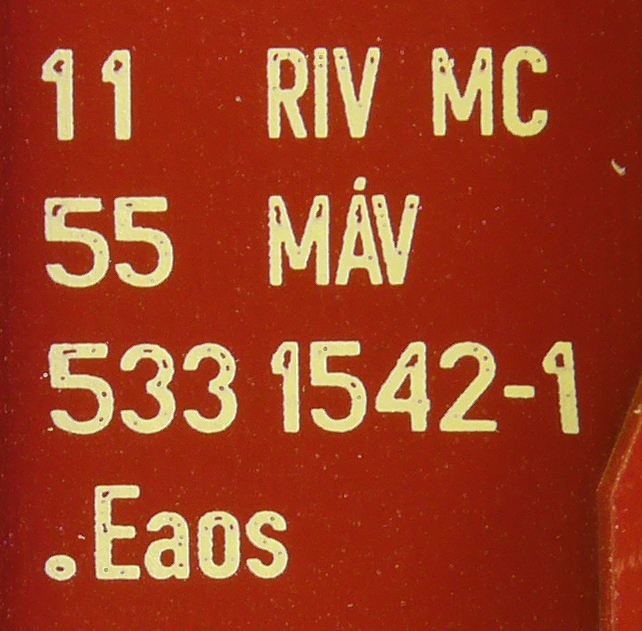 11 RIV MC
55 MÁV
533 1542-1
.Eaos